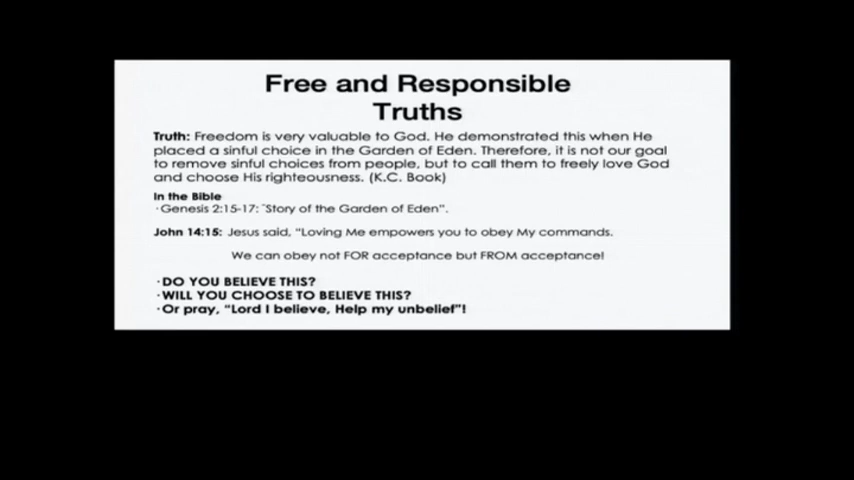 Free and Responsible
Truths
Truth: Freedom is very valuable to God. He demonstrated this when He
placed a sinful choice in the Garden of Eden. Therefore, it is not our goal
to remove sinful choices from people, but to call them to freely love God
and choose His righteousness. (K.C. Book)
In the Bible
· Genesis 2:15-17: "Story of the Garden of Eden".
John 14:15: Jesus said, "Loving Me empowers you to obey My commands.
We can obey not FOR acceptance but FROM acceptance!
· DO YOU BELIEVE THIS?
· WILL YOU CHOOSE TO BELIEVE THIS?
· Or pray, "Lord I believe, Help my unbelief"!